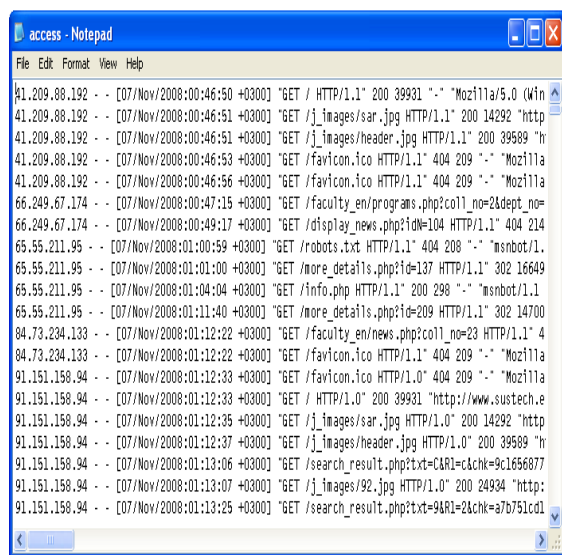 access - Notepad
File Edit Format View Help
41.209.88.192 - - [07/Nov/2008:00:46:50 +0300] "GET / HTTP/1.1" 200 39931 "-" "Mozilla/5.0 (Win
41.209.88.192 - - [07/Nov/2008:00:46:51 +0300] "GET /j_images/sar.jpg HTTP/1.1" 200 14292 "http
41.209.88.192 - - [07/Nov/2008:00:46:51 +0300] "GET /j_images/header.jpg HTTP/1.1" 200 39589 "h
41.209.88.192 - - [07/Nov/2008:00:46:53 +0300] "GET /favicon.ico HTTP/1.1" 404 209 "-" "Mozilla
41.209.88.192 - - [07/Nov/2008:00:46:56 +0300] "GET /favicon.ico HTTP/1.1" 404 209 "-" "Mozilla
66.249.67.174 - - [07/Nov/2008:00:47:15 +0300] "GET /faculty_en/programs.php?coll_no=2&dept_no=
66.249.67.174 - - [07/Nov/2008:00:49:17 +0300] "GET /display_news.php?idN=104 HTTP/1.1" 404 214
65.55.211.95 - - [07/Nov/2008:01:00:59 +0300] "GET /robots.txt HTTP/1.1" 404 208 "-" "msnbot/1.
65.55.211.95 - - [07/Nov/2008:01:01:00 +0300] "GET /more_details.php?id=137 HTTP/1.1" 302 16649
65.55.211.95 - - [07/Nov/2008:01:04:04 +0300] "GET /info.php HTTP/1.1" 200 298 "-" "msnbot/1.1
65.55.211.95 - - [07/Nov/2008:01:11:40 +0300] "GET /more_details.php?id=209 HTTP/1.1" 302 14700
84.73.234.133 - - [07/Nov/2008:01:12:22 +0300] "GET /faculty_en/news.php?coll_no=23 HTTP/1.1" 4
84.73.234.133 - - [07/Nov/2008:01:12:22 +0300] "GET /favicon.ico HTTP/1.1" 404 209 "-" "Mozilla
91.151.158.94 - - [07/Nov/2008:01:12:33 +0300] "GET /favicon.ico HTTP/1.0" 404 209 "-" "Mozilla
91.151.158.94 - - [07/Nov/2008:01:12:33 +0300] "GET / HTTP/1.0" 200 39931 "http://www.sustech.e
91.151.158.94 - - [07/Nov/2008:01:12:35 +0300] "GET /j_images/sar.jpg HTTP/1.0" 200 14292 "http
91.151.158.94 - - [07/Nov/2008:01:12:37 +0300] "GET /j_images/header.jpg HTTP/1.0" 200 39589 "h
91.151.158.94 - - [07/Nov/2008:01:13:06 +0300] "GET /search_result.php?txt=C&Rl=c&chk=9c1656877
91.151.158.94 - - [07/Nov/2008:01:13:07 +0300] "GET /j_images/92.jpg HTTP/1.0" 200 24934 "http:
91.151.158.94 - - [07/Nov/2008:01:13:25 +0300] "GET /search_result.php?txt=9&Rl=2&chk=a7b751cd1